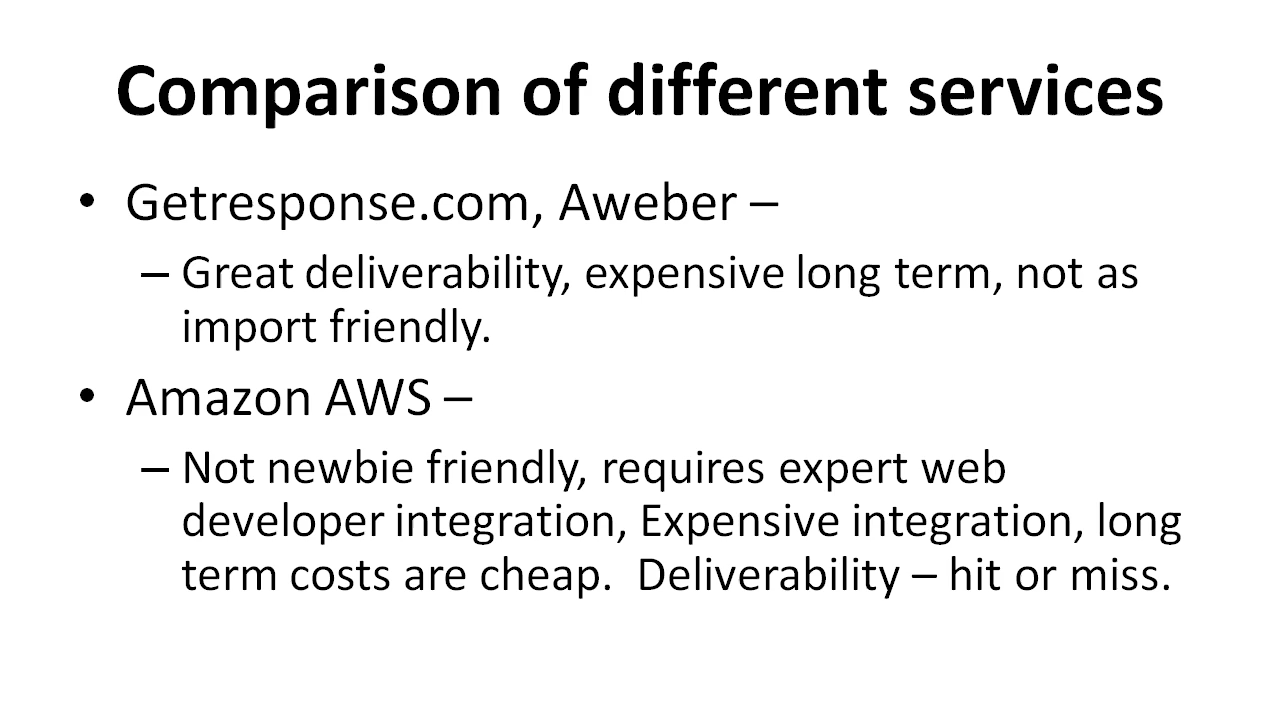 Comparison of different services
• Getresponse.com, Aweber –
– Great deliverability, expensive long term, not as
import friendly.
• Amazon AWS –
– Not newbie friendly, requires expert web
developer integration, Expensive integration, long
term costs are cheap.  Deliverability – hit or miss.